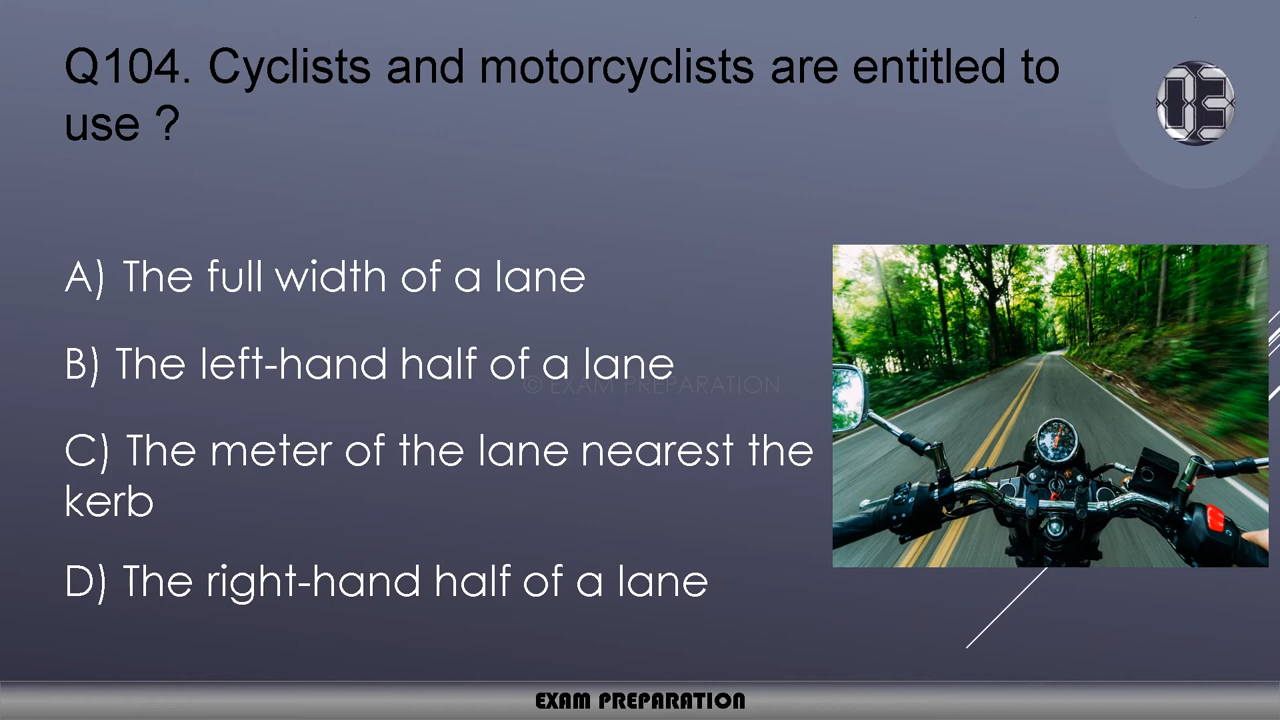 Q104. Cyclists and motorcyclists are entitled to
use ?
03
A) The full width of a lane
B) The left-hand half of a lane
© EXAM PREPARATION
C) The meter of the lane nearest the
kerb
D) The right-hand half of a lane
EXAM PREPARATION